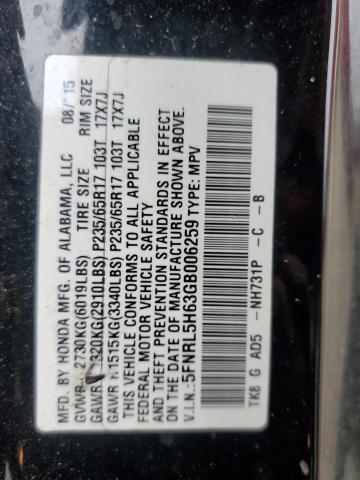 MFD. BY HONDA MFG. OF ALABAMA, LLC 08/15
GVWR 2730KG(6019LBS) TIRE SIZE RIM SIZE
GAWR 1320KG(2910LBS) P235/65R17 103T 17X7J
GAWR 1515KG(3340LBS) P235/65R17 103T 17X7J
THIS VEHICLE CONFORMS TO ALL APPLICABLE
FEDERAL MOTOR VEHICLE SAFETY
AND THEFT PREVENTION STANDARDS IN EFFECT
ON THE DATE OF MANUFACTURE SHOWN ABOVE.
V.I.N.: 5FNRL5H63GB006259 TYPE: MPV
TK8 G AD5 -NH731P -C -B